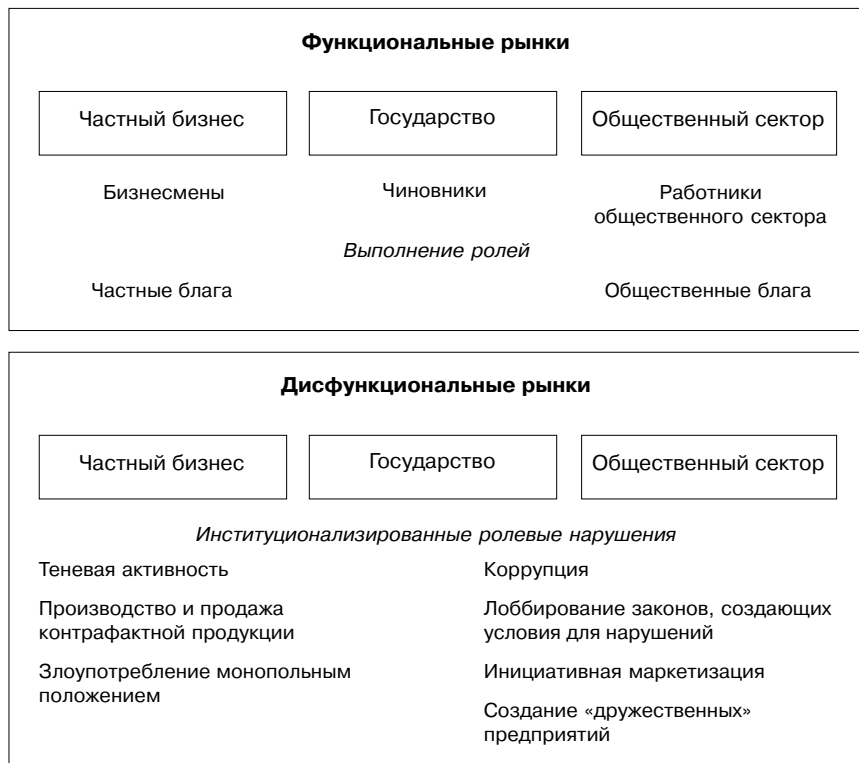 Функциональные рынки
Частный бизнес
Государство
Общественный сектор
Бизнесмены
Чиновники
Работники
общественного сектора
Выполнение ролей
Частные блага
Общественные блага
Дисфункциональные рынки
Частный бизнес
Государство
Общественный сектор
Институционализированные ролевые нарушения
Теневая активность
Производство и продажа
контрафактной продукции
Злоупотребление монопольным
положением
Коррупция
Лоббирование законов, создающих
условия для нарушений
Инициативная маркетизация
Создание «дружественных»
предприятий